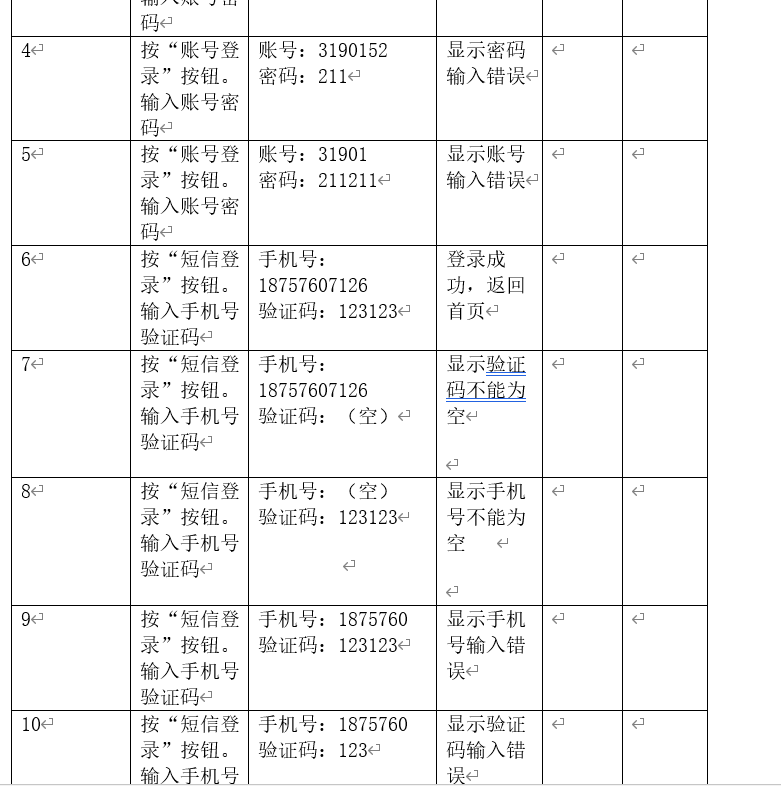 输入账号密
码
4
按“账号登
录”按钮。
输入账号密
码
账号：3190152
密码：211
显示密码
输入错误
5
按“账号登
录”按钮。
输入账号密
码
账号：31901
密码：211211
显示账号
输入错误
6
按“短信登
录”按钮。
输入手机号
验证码
手机号：
18757607126
验证码：123123
登录成
功，返回
首页
7
按“短信登
录”按钮。
输入手机号
验证码
手机号：
18757607126
验证码：（空）
显示验证
码不能为
空
8
按“短信登
录”按钮。
输入手机号
验证码
手机号：（空）
验证码：123123
显示手机
号不能为
空
9
按“短信登
录”按钮。
输入手机号
验证码
手机号：1875760
验证码：123123
显示手机
号输入错
误
10
按“短信登
录”按钮。
输入手机号
手机号：1875760
验证码：123
显示验证
码输入错
误